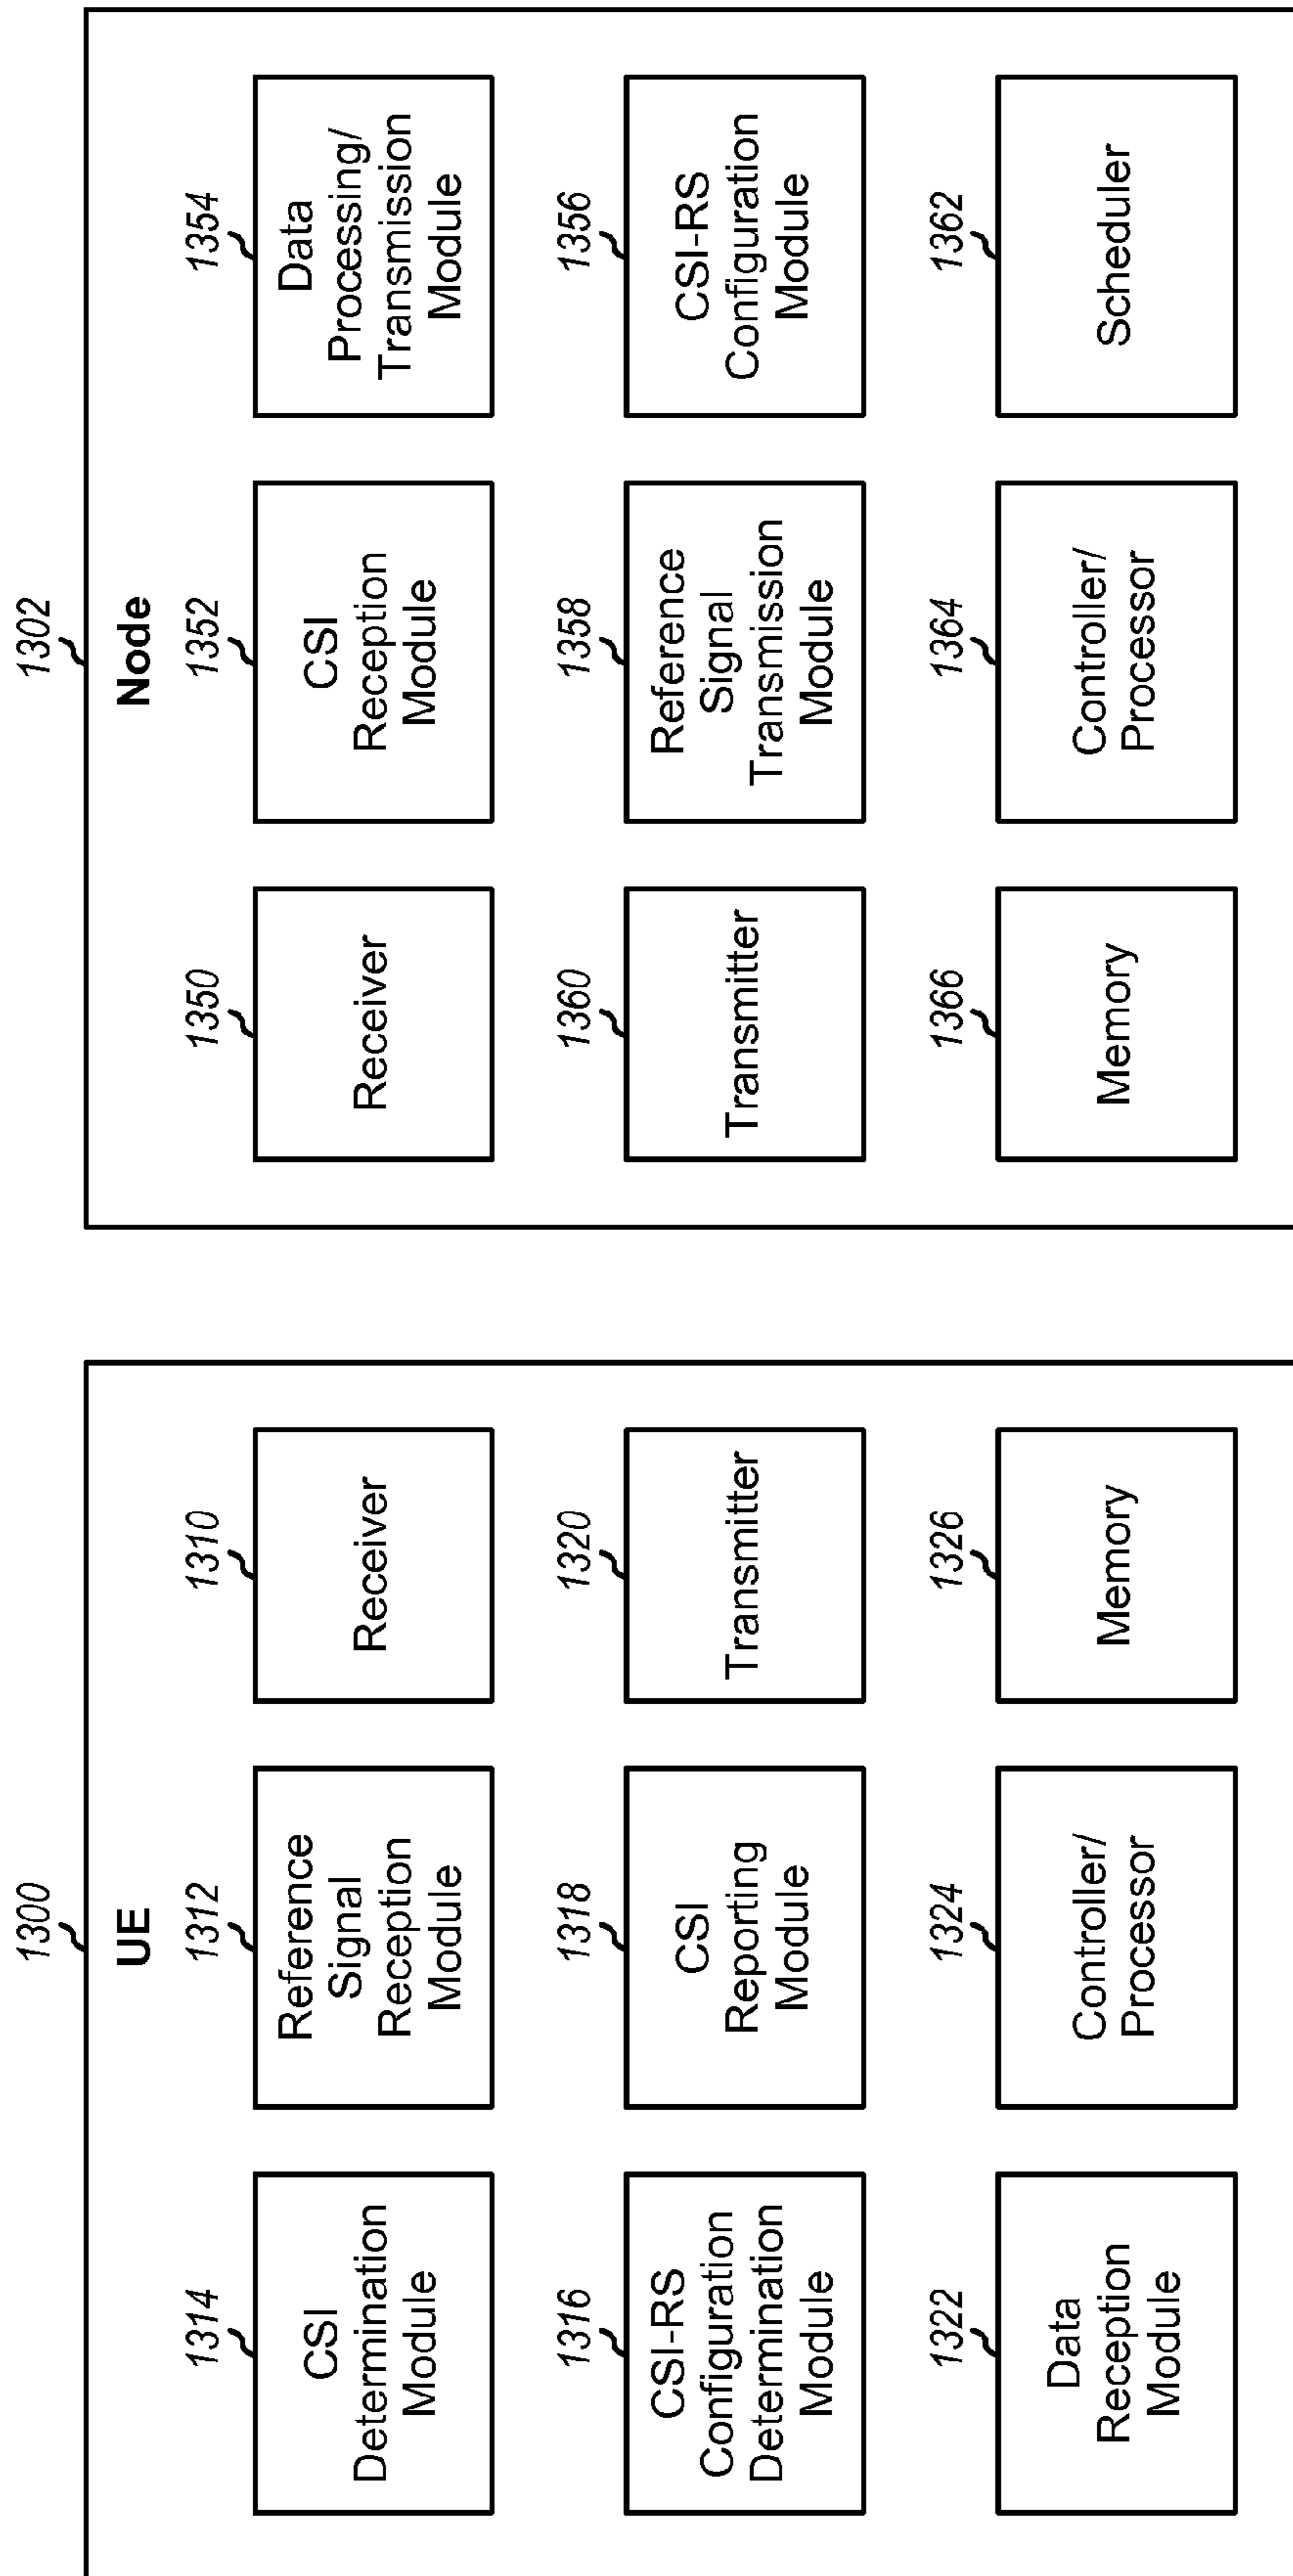 1300
UE
1314
CSI
Determination
Module
1312
Reference
Signal
Reception
Module
1310
Receiver
1316
CSI-RS
Configuration
Determination
Module
1318
CSI
Reporting
Module
1320
Transmitter
1322
Data
Reception
Module
1324
Controller/
Processor
1326
Memory
1302
Node
1350
Receiver
1352
CSI
Reception
Module
1354
Data
Processing/
Transmission
Module
1360
Transmitter
1358
Reference
Signal
Transmission
Module
1356
CSI-RS
Configuration
Module
1366
Memory
1364
Controller/
Processor
1362
Scheduler